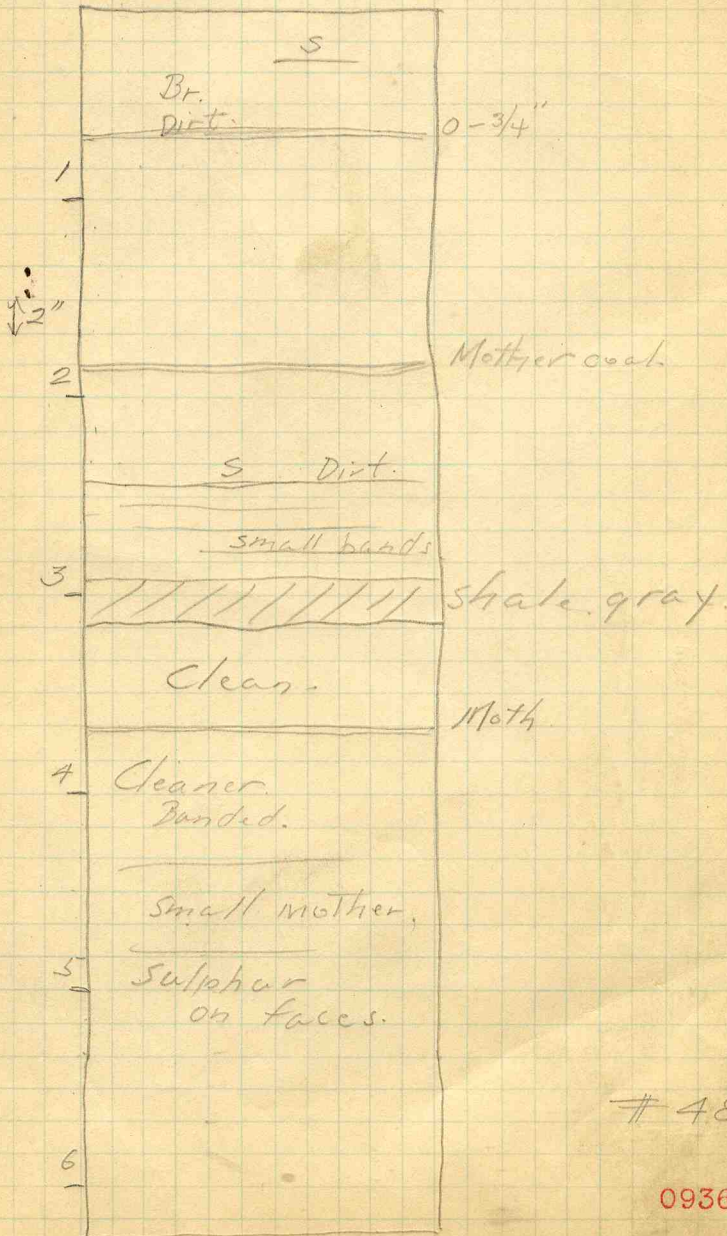 S
Br.
Dirt. 0-3/4"
1
2"
Mother coal
2
S Dirt.
small bands
3
shale gray.
Clean.
Moth
4
Cleaner.
Banded.
small mother.
5
Sulphur
on faces.
# 48
6
0936